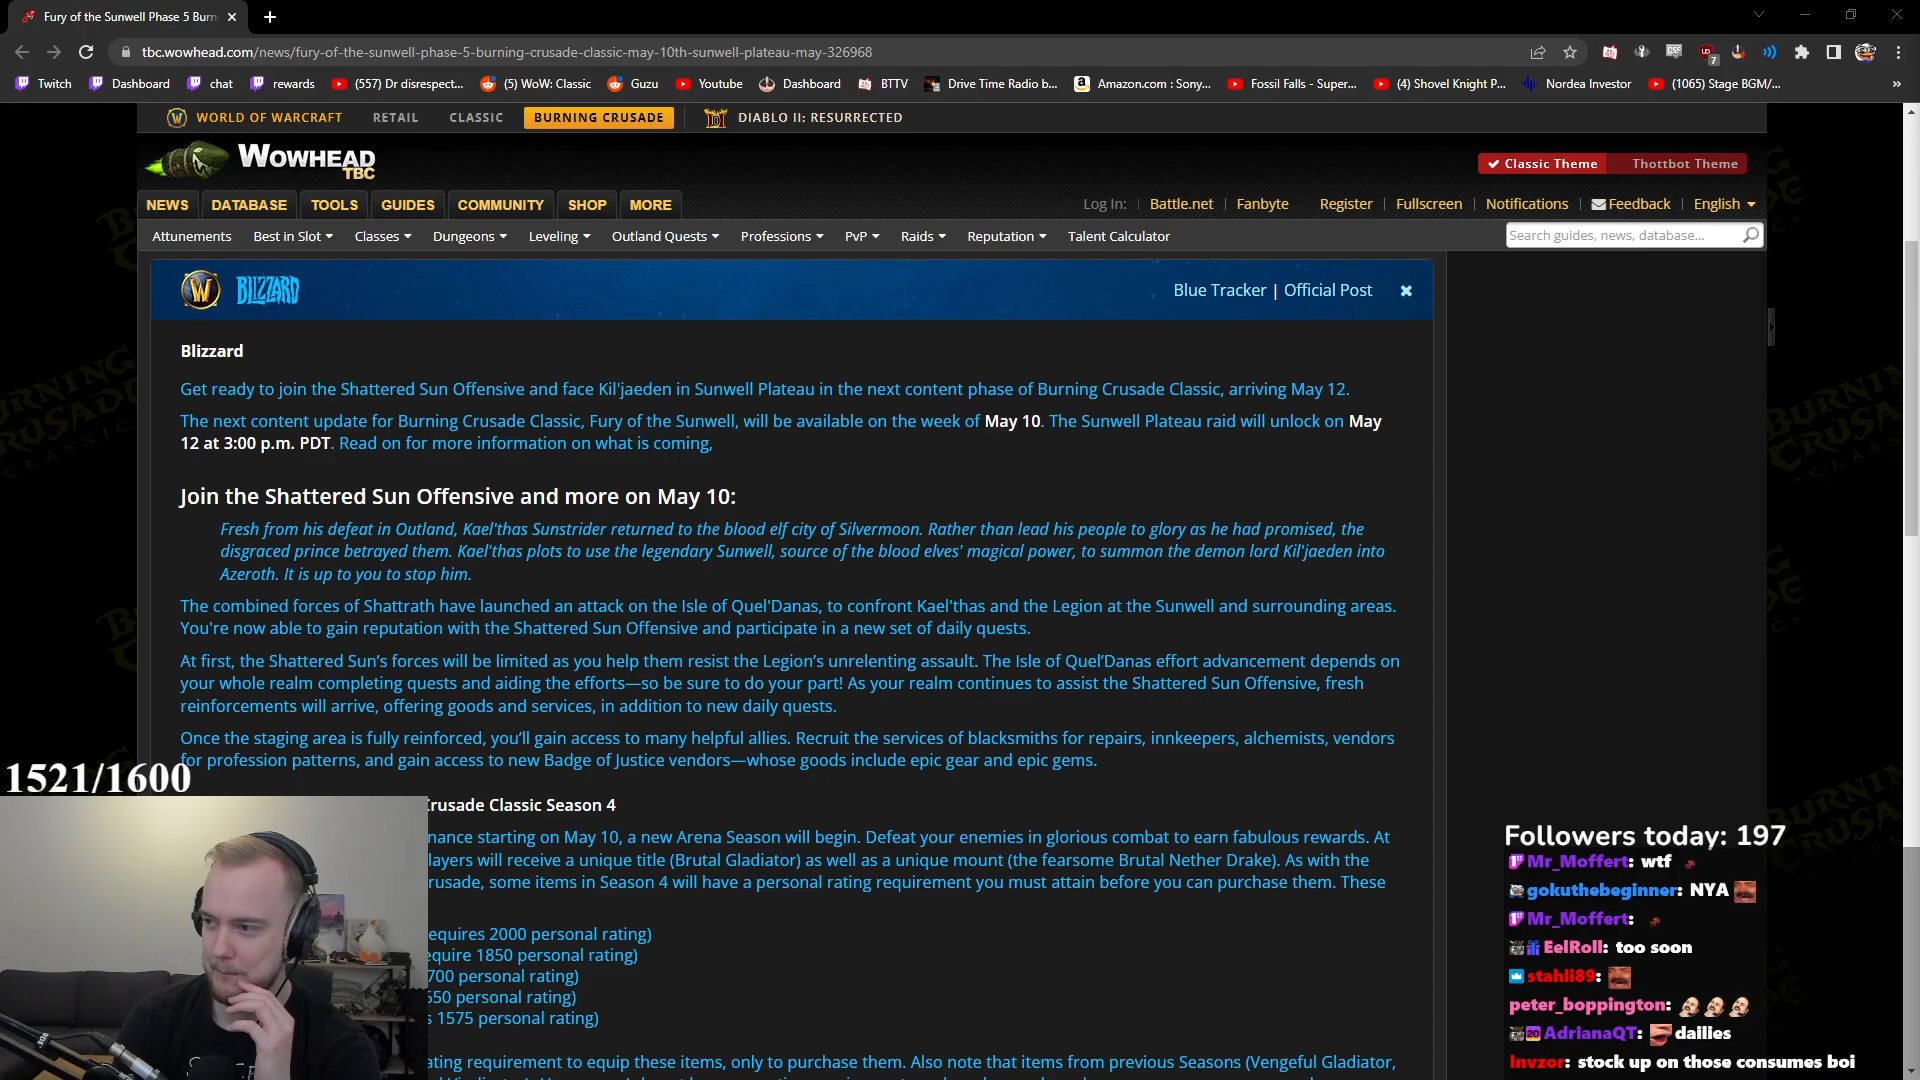 Fury of the Sunwell Phase 5 Burn
tbc.wowhead.com/news/fury-of-the-sunwell-phase-5-burning-crusade-classic-may-10th-sunwell-plateau-may-326968
7
Twitch Dashboard chat rewards (557) Dr disrespect... (5) WoW: Classic Guzu Youtube Dashboard BTTV Drive Time Radio b... Amazon.com : Sony... Fossil Falls - Super... (4) Shovel Knight P... Nordea Investor (1065) Stage BGM/... »
WORLD OF WARCRAFT RETAIL CLASSIC BURNING CRUSADE DIABLO II: RESURRECTED
WOWHEAD
TBC
Classic Theme Thottbot Theme
NEWS DATABASE TOOLS GUIDES COMMUNITY SHOP MORE
Log In: | Battle.net | Fanbyte Register | Fullscreen | Notifications | Feedback | English
Attunements Best in Slot Classes Dungeons Leveling Outland Quests Professions PvP Raids Reputation Talent Calculator
Search guides, news, database...
W BLIZZARD
Blue Tracker | Official Post
Blizzard
Get ready to join the Shattered Sun Offensive and face Kil'jaeden in Sunwell Plateau in the next content phase of Burning Crusade Classic, arriving May 12.
The next content update for Burning Crusade Classic, Fury of the Sunwell, will be available on the week of May 10. The Sunwell Plateau raid will unlock on May
12 at 3:00 p.m. PDT. Read on for more information on what is coming,
Join the Shattered Sun Offensive and more on May 10:
Fresh from his defeat in Outland, Kael'thas Sunstrider returned to the blood elf city of Silvermoon. Rather than lead his people to glory as he had promised, the
disgraced prince betrayed them. Kael'thas plots to use the legendary Sunwell, source of the blood elves' magical power, to summon the demon lord Kil'jaeden into
Azeroth. It is up to you to stop him.
The combined forces of Shattrath have launched an attack on the Isle of Quel'Danas, to confront Kael'thas and the Legion at the Sunwell and surrounding areas.
You're now able to gain reputation with the Shattered Sun Offensive and participate in a new set of daily quests.
At first, the Shattered Sun's forces will be limited as you help them resist the Legion's unrelenting assault. The Isle of Quel'Danas effort advancement depends on
your whole realm completing quests and aiding the efforts—so be sure to do your part! As your realm continues to assist the Shattered Sun Offensive, fresh
reinforcements will arrive, offering goods and services, in addition to new daily quests.
Once the staging area is fully reinforced, you'll gain access to many helpful allies. Recruit the services of blacksmiths for repairs, innkeepers, alchemists, vendors
for profession patterns, and gain access to new Badge of Justice vendors—whose goods include epic gear and epic gems.
1521/1600
Crusade Classic Season 4
nance starting on May 10, a new Arena Season will begin. Defeat your enemies in glorious combat to earn fabulous rewards. At
layers will receive a unique title (Brutal Gladiator) as well as a unique mount (the fearsome Brutal Nether Drake). As with the
rusade, some items in Season 4 will have a personal rating requirement you must attain before you can purchase them. These
equires 2000 personal rating)
equire 1850 personal rating)
700 personal rating)
650 personal rating)
s 1575 personal rating)
ating requirement to equip these items, only to purchase them. Also note that items from previous Seasons (Vengeful Gladiator,
Followers today: 197
Mr_Moffert: wtf
gokuthebeginner: NYA
Mr_Moffert:
EelRoll: too soon
stahli89:
peter_boppington:
20 AdrianaQT: dailies
Invzor: stock up on those consumes boi